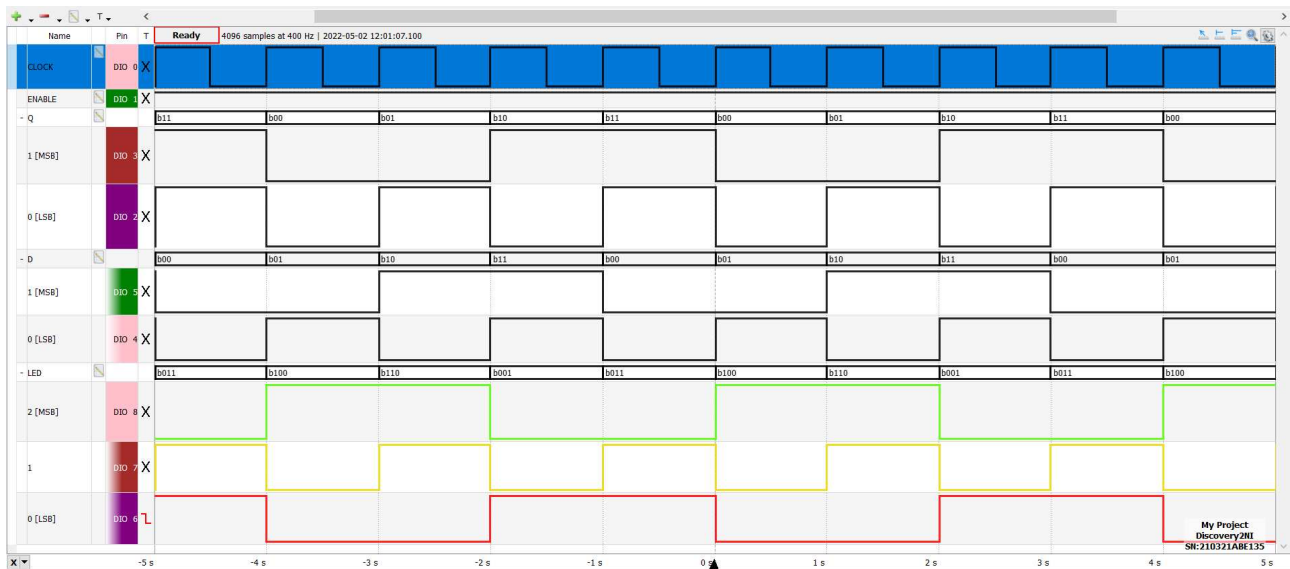 T
Name Pin T Ready 4096 samples at 400 Hz | 2022-05-02 12:01:07.100
CLOCK DIO 0 X
ENABLE DIO 1 X
- Q b11 b00 b01 b10 b11 b00 b01 b10 b11 b00
1 [MSB] DIO 3 X
0 [LSB] DIO 2 X
- D b00 b01 b10 b11 b00 b01 b10 b11 b00 b01
1 [MSB] DIO 5 X
0 [LSB] DIO 4 X
- LED b011 b100 b110 b001 b011 b100 b110 b001 b011 b100
2 [MSB] DIO 8 X
1 DIO 7 X
0 [LSB] DIO 6
My Project
Discovery2NI
SN:210321ABE135
X -5 s -4 s -3 s -2 s -1 s 0 s 1 s 2 s 3 s 4 s 5 s